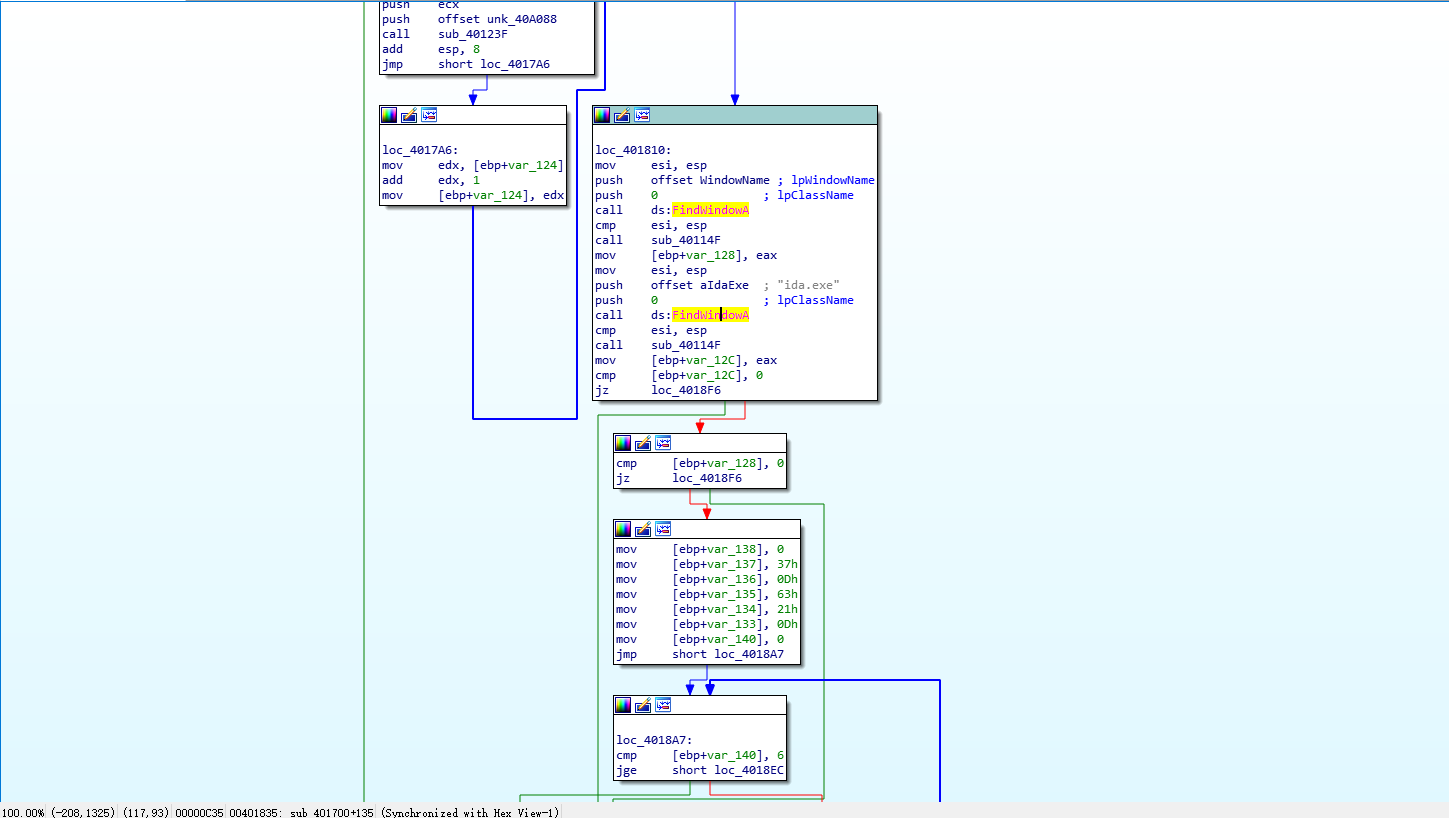 push    ecx
push    offset unk_40A088
call    sub_40123F
add     esp, 8
jmp     short loc_4017A6
loc_4017A6:
mov     edx, [ebp+var_124]
add     edx, 1
mov     [ebp+var_124], edx
loc_401810:
mov     esi, esp
push    offset WindowName ; lpWindowName
push    0               ; lpClassName
call    ds:FindWindowA
cmp     esi, esp
call    sub_40114F
mov     [ebp+var_128], eax
mov     esi, esp
push    offset aIdaExe  ; "ida.exe"
push    0               ; lpClassName
call    ds:FindWindowA
cmp     esi, esp
call    sub_40114F
mov     [ebp+var_12C], eax
cmp     [ebp+var_12C], 0
jz      loc_4018F6
cmp     [ebp+var_128], 0
jz      loc_4018F6
mov     [ebp+var_138], 0
mov     [ebp+var_137], 37h
mov     [ebp+var_136], 0Dh
mov     [ebp+var_135], 63h
mov     [ebp+var_134], 21h
mov     [ebp+var_133], 0Dh
mov     [ebp+var_140], 0
jmp     short loc_4018A7
loc_4018A7:
cmp     [ebp+var_140], 6
jge     short loc_4018EC
100.00% (-208,1325) (117,93) 00000C35 00401835: sub_401700+135 (Synchronized with Hex View-1)